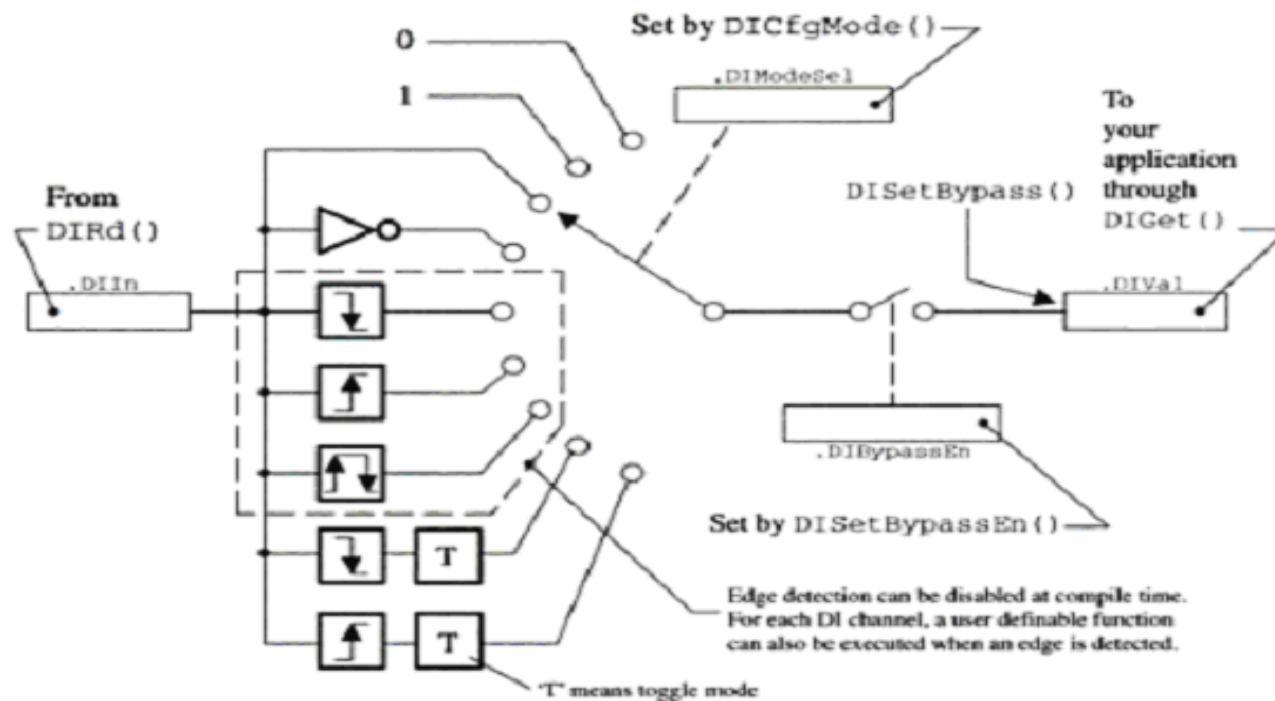 0
Set by DICfgMode()
1
.DIModeSel
To
your
application
through
DIGet()
DISetBypass()
From
DIRd()
.DIIn
.DIVal
.DIBypassEn
Set by DISetBypassEn()
T
T
Edge detection can be disabled at compile time.
For each DI channel, a user definable function
can also be executed when an edge is detected.
'T' means toggle mode